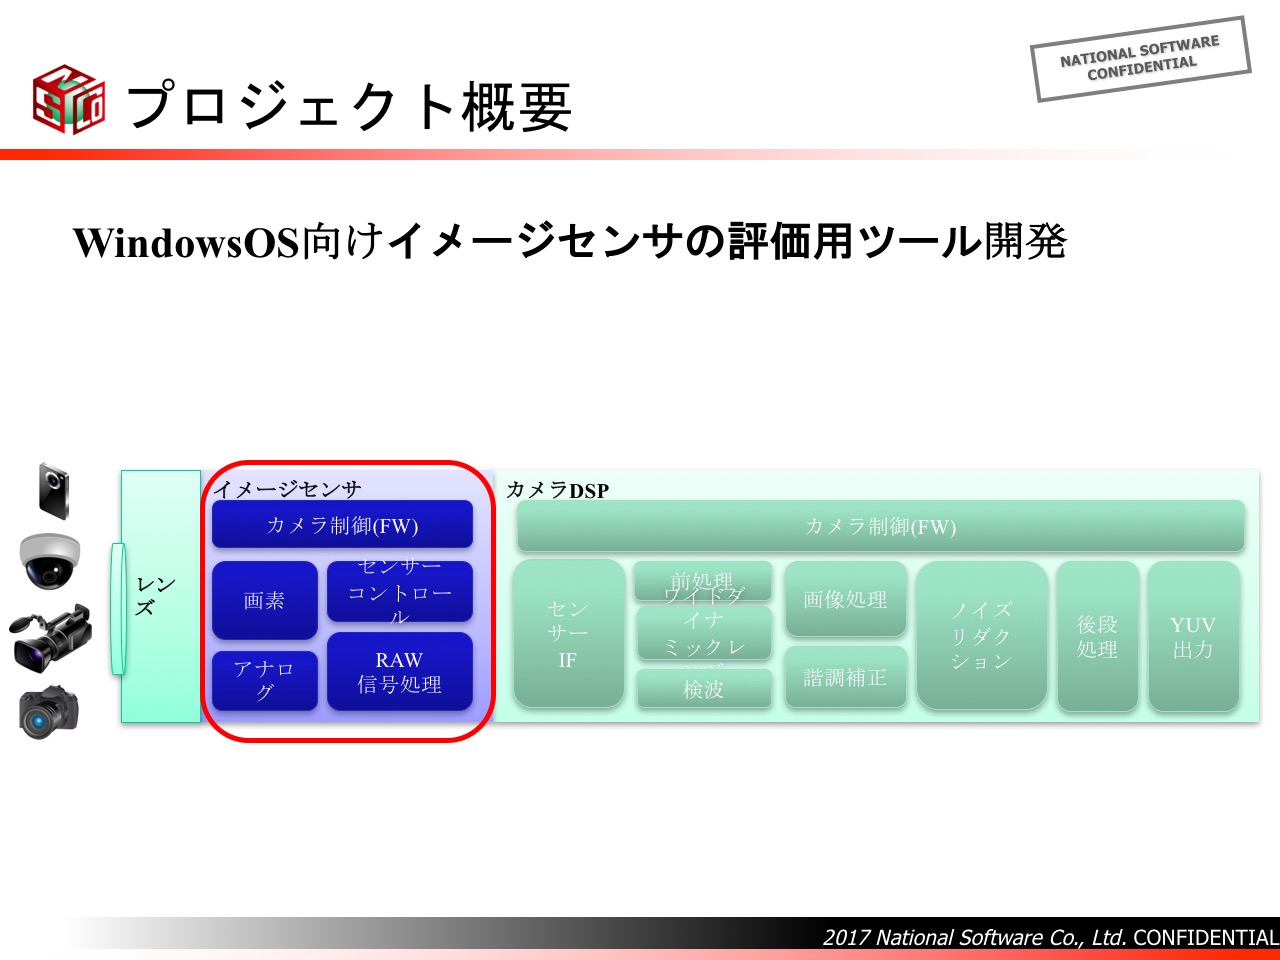 NATIONAL SOFTWARE
CONFIDENTIAL
プロジェクト概要
WindowsOS向けイメージセンサの評価用ツール開発
レン
ズ
イメージセンサ
カメラ制御(FW)
画素
センサー
コントロー
ル
アナロ
グ
RAW
信号処理
カメラDSP
カメラ制御(FW)
セン
サー
IF
前処理
ワイドダ
イナ
ミックレ
検波
画像処理
諧調補正
ノイズ
リダク
ション
後段
処理
YUV
出力
2017 National Software Co., Ltd. CONFIDENTIAL